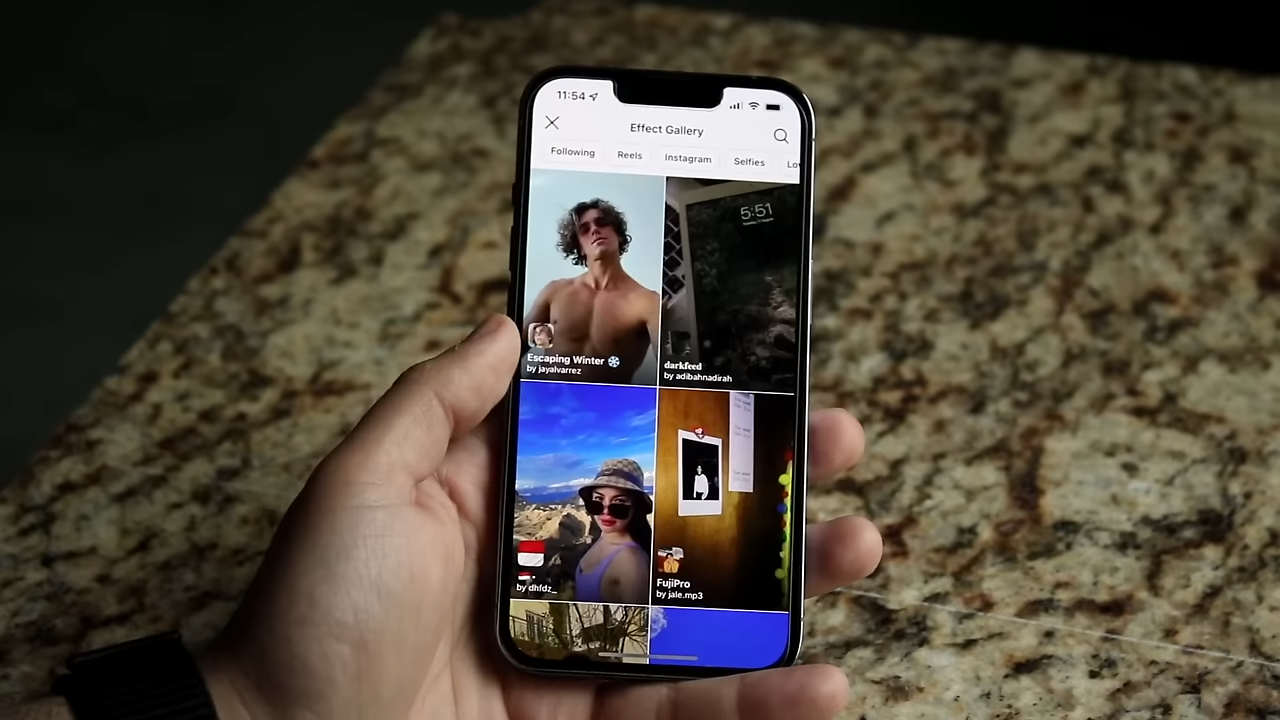 11:54
Effect Gallery
Following
Reels
Instagram
Selfies
Lo
5:51
Escaping Winter
by jayalvarrez
darkfeed
by adibahnadirah
by dhfdz_
FujiPro
by jale.mp3